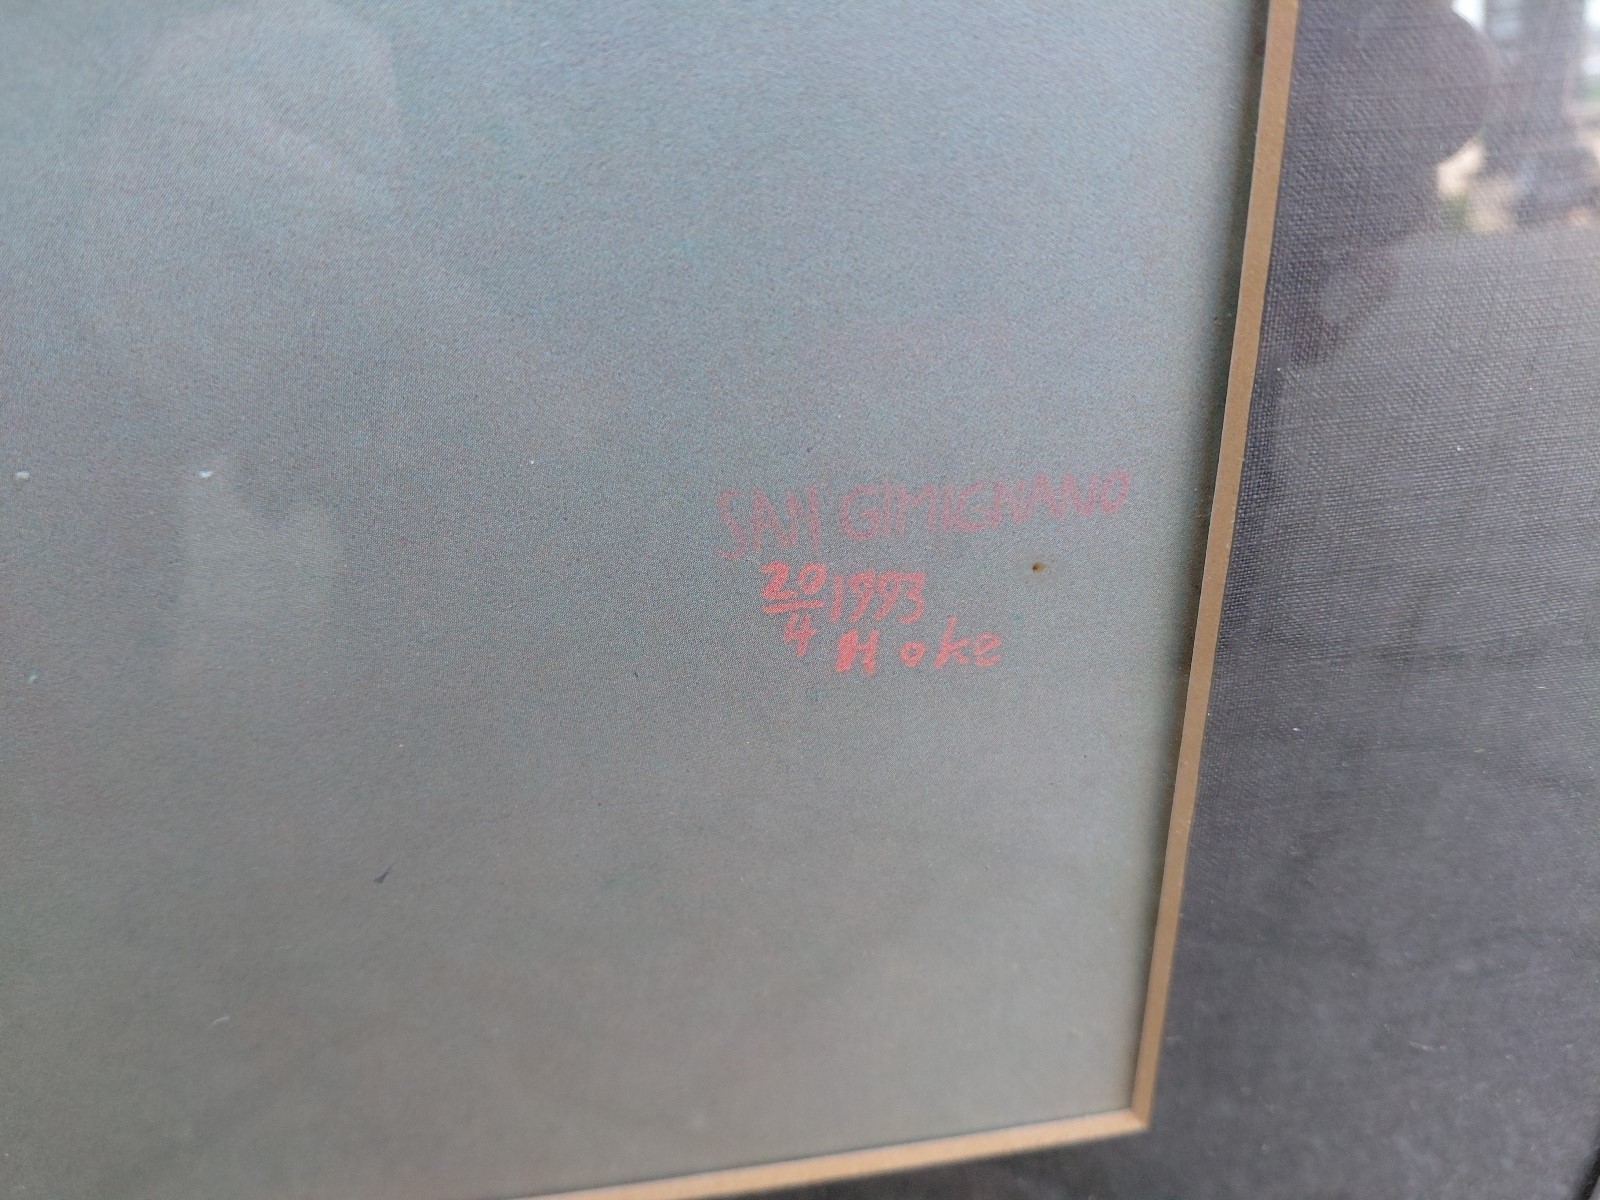 SAN GIMIGNANO
20/4 1993
Hoke